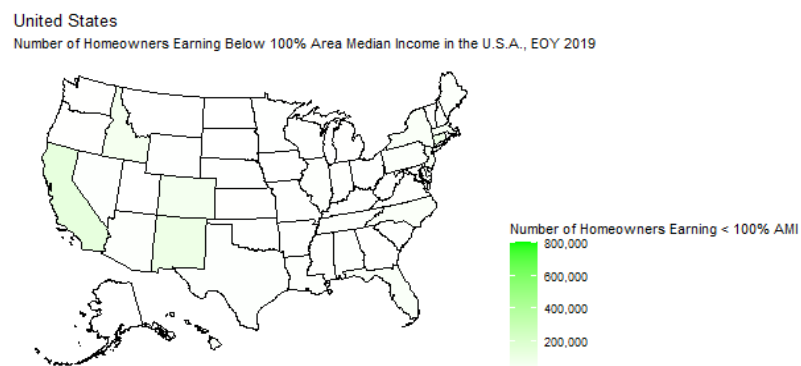 United States
Number of Homeowners Earning Below 100% Area Median Income in the U.S.A., EOY 2019
Number of Homeowners Earning < 100% AMI
800,000
600,000
400,000
200,000